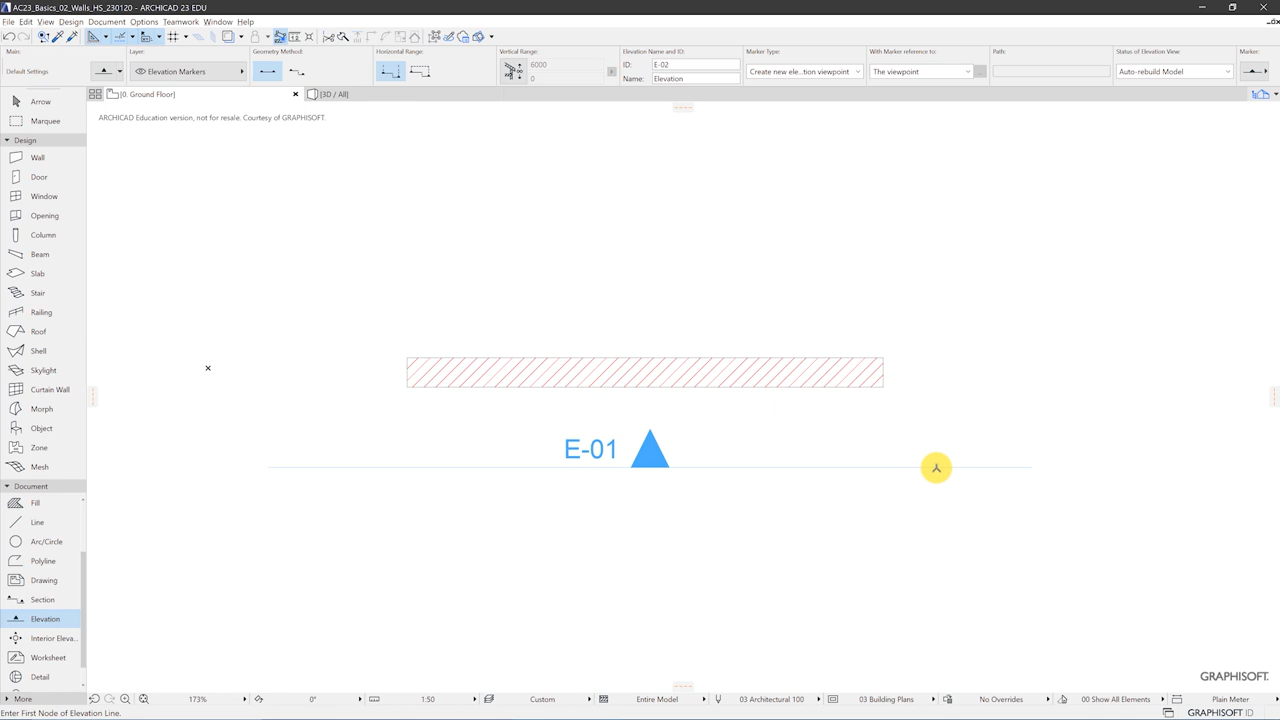 AC23_Basics_02_Walls_HS_230120 - ARCHICAD 23 EDU
File Edit View Design Document Options Teamwork Window Help
Main: Layer: Geometry Method: Horizontal Range: Vertical Range: Elevation Name and ID: Marker Type: With Marker reference to: Path: Status of Elevation View: Marker:
Default Settings Elevation Markers 6000 ID: E-02 Create new ele...tion viewpoint The viewpoint ... Auto-rebuild Model
0 Name: Elevation
[0. Ground Floor] [3D / All]
ARCHICAD Education version, not for resale. Courtesy of GRAPHISOFT.
Arrow
Marquee
Design
Wall
Door
Window
Opening
Column
Beam
Slab
Stair
Railing
Roof
Shell
Skylight
Curtain Wall
Morph
Object
Zone
Mesh
Document
Fill
Line
Arc/Circle
Polyline
Drawing
Section
Elevation
Interior Eleva...
Worksheet
Detail
More
E-01
GRAPHISOFT.
173% 0° 1:50 Custom Entire Model 03 Architectural 100 03 Building Plans No Overrides 00 Show All Elements Plain Meter
Enter First Node of Elevation Line.
GRAPHISOFT ID